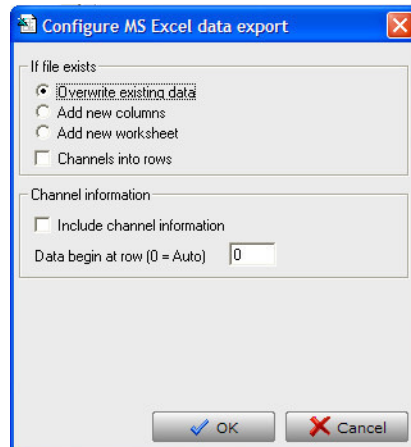 Configure MS Excel data export
If file exists
Overwrite existing data
Add new columns
Add new worksheet
Channels into rows
Channel information
Include channel information
Data begin at row (0 = Auto) 0
OK Cancel